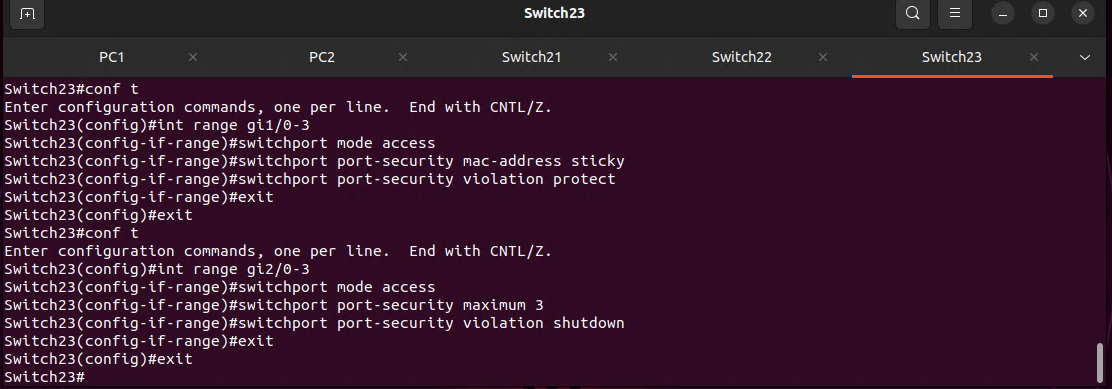 Switch23
PC1 PC2 Switch21 Switch22 Switch23
Switch23#conf t
Enter configuration commands, one per line.  End with CNTL/Z.
Switch23(config)#int range gi1/0-3
Switch23(config-if-range)#switchport mode access
Switch23(config-if-range)#switchport port-security mac-address sticky
Switch23(config-if-range)#switchport port-security violation protect
Switch23(config-if-range)#exit
Switch23(config)#exit
Switch23#conf t
Enter configuration commands, one per line.  End with CNTL/Z.
Switch23(config)#int range gi2/0-3
Switch23(config-if-range)#switchport mode access
Switch23(config-if-range)#switchport port-security maximum 3
Switch23(config-if-range)#switchport port-security violation shutdown
Switch23(config-if-range)#exit
Switch23(config)#exit
Switch23#